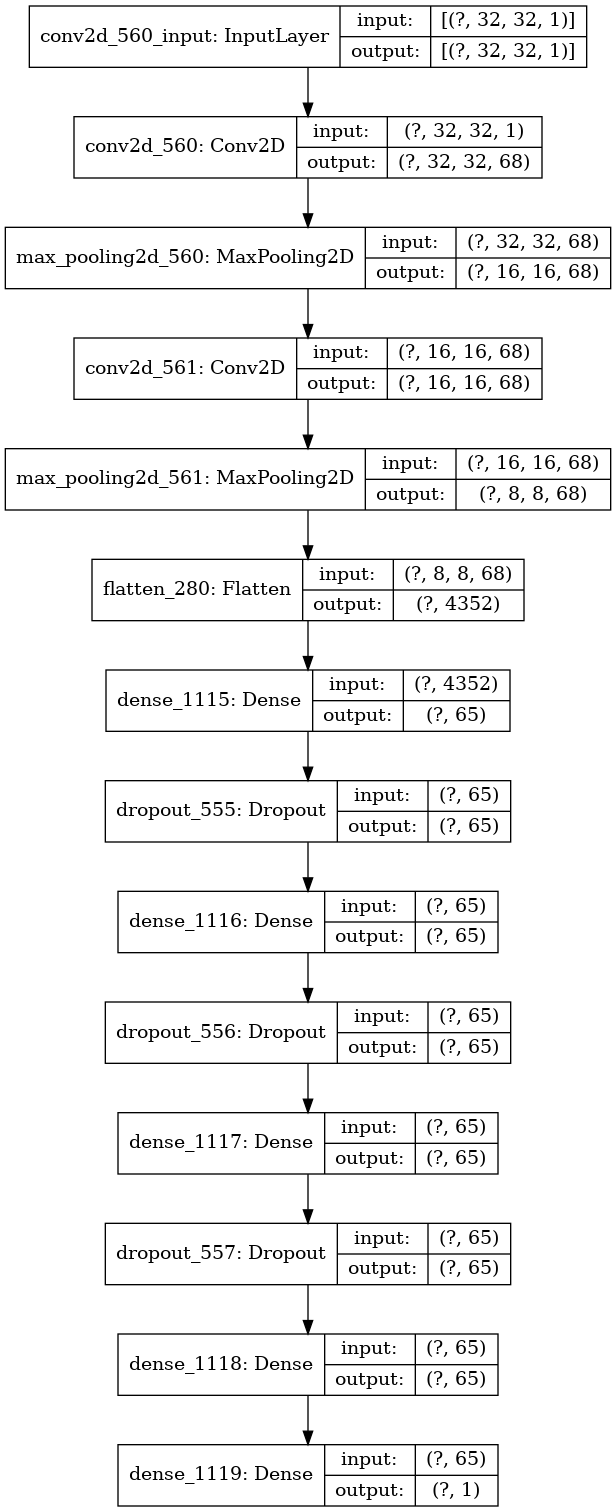 conv2d_560_input: InputLayer
input: [(?, 32, 32, 1)]
output: [(?, 32, 32, 1)]
conv2d_560: Conv2D
input: (?, 32, 32, 1)
output: (?, 32, 32, 68)
max_pooling2d_560: MaxPooling2D
input: (?, 32, 32, 68)
output: (?, 16, 16, 68)
conv2d_561: Conv2D
input: (?, 16, 16, 68)
output: (?, 16, 16, 68)
max_pooling2d_561: MaxPooling2D
input: (?, 16, 16, 68)
output: (?, 8, 8, 68)
flatten_280: Flatten
input: (?, 8, 8, 68)
output: (?, 4352)
dense_1115: Dense
input: (?, 4352)
output: (?, 65)
dropout_555: Dropout
input: (?, 65)
output: (?, 65)
dense_1116: Dense
input: (?, 65)
output: (?, 65)
dropout_556: Dropout
input: (?, 65)
output: (?, 65)
dense_1117: Dense
input: (?, 65)
output: (?, 65)
dropout_557: Dropout
input: (?, 65)
output: (?, 65)
dense_1118: Dense
input: (?, 65)
output: (?, 65)
dense_1119: Dense
input: (?, 65)
output: (?, 1)